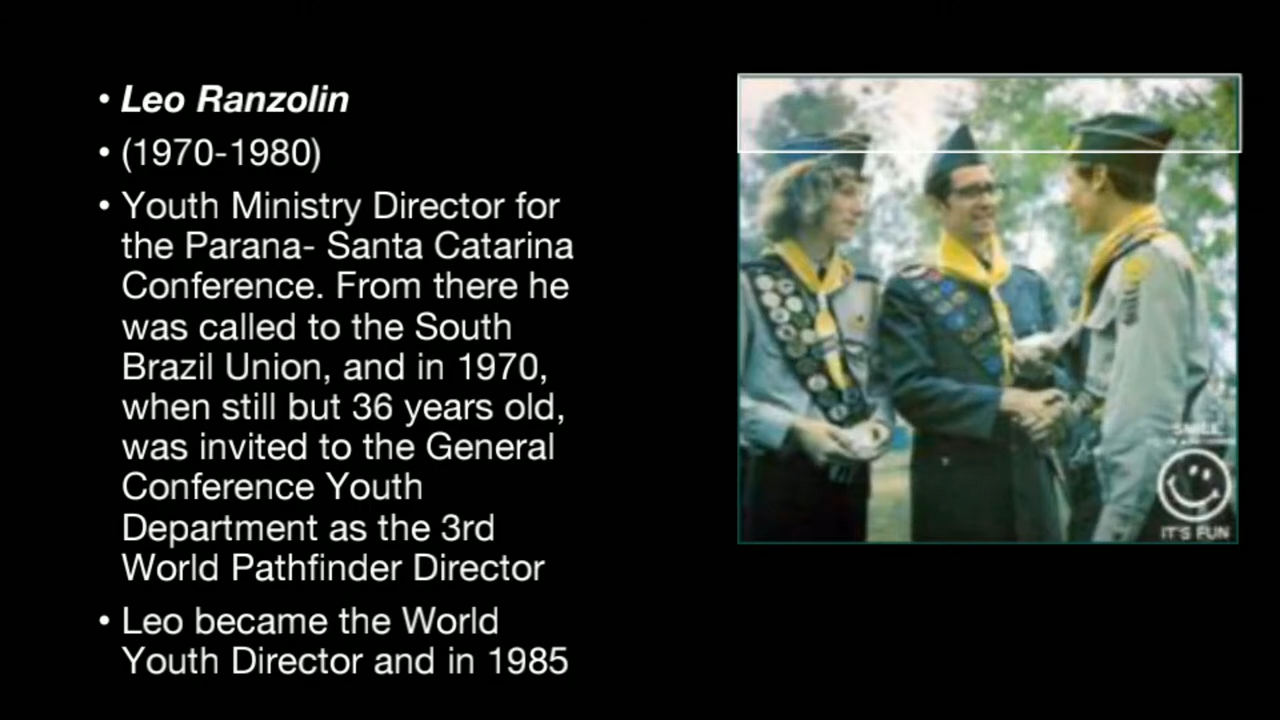 • Leo Ranzolin
• (1970-1980)
• Youth Ministry Director for
the Parana- Santa Catarina
Conference. From there he
was called to the South
Brazil Union, and in 1970,
when still but 36 years old,
was invited to the General
Conference Youth
Department as the 3rd
World Pathfinder Director
• Leo became the World
Youth Director and in 1985
SMILE
IT'S FUN